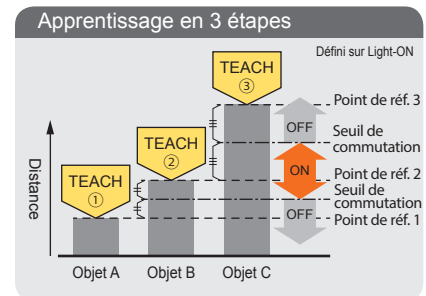 Apprentissage en 3 étapes
Défini sur Light-ON
TEACH
③
TEACH
②
TEACH
①
Distance
OFF
ON
OFF
Point de réf. 3
Seuil de
commutation
Point de réf. 2
Seuil de
commutation
Point de réf. 1
Objet A
Objet B
Objet C